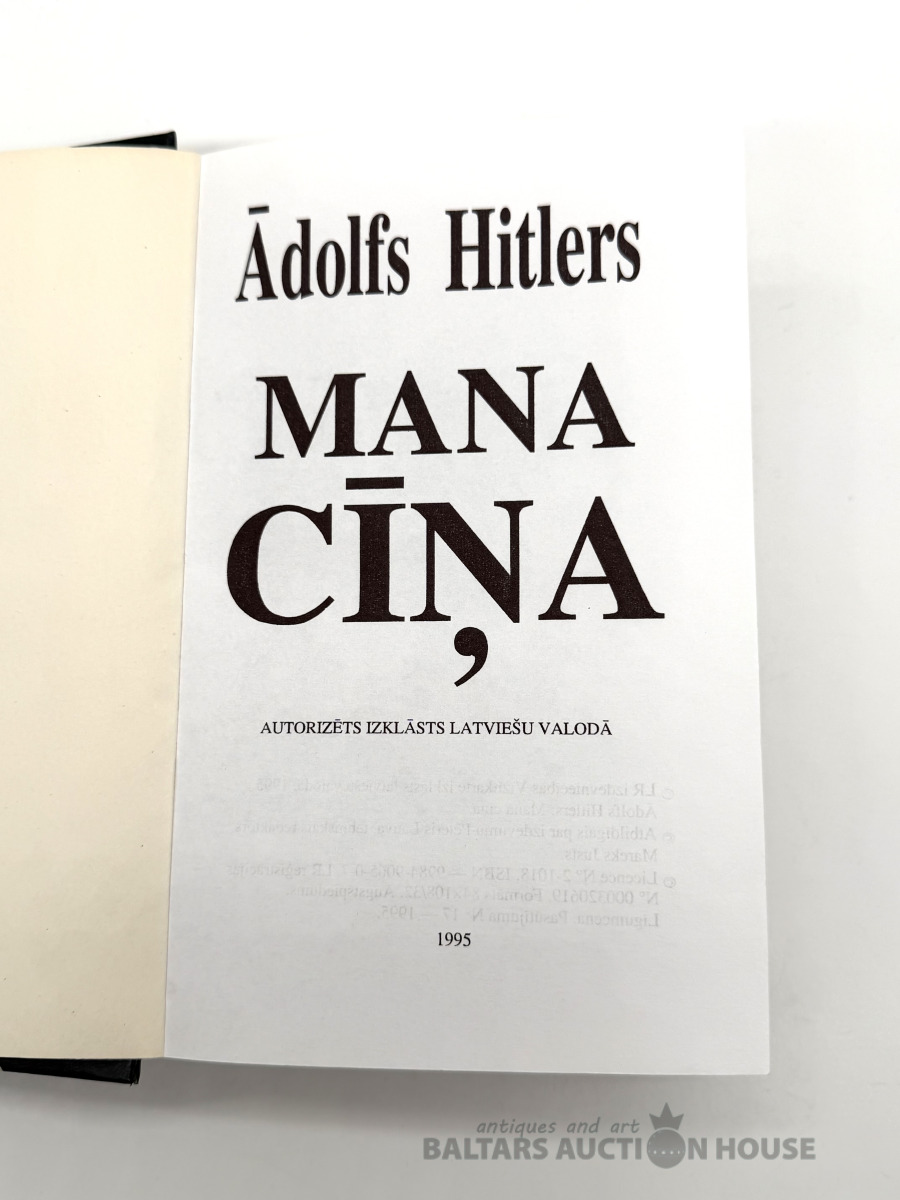 Ādolfs Hitlers
MANA
CĪŅA
AUTORIZĒTS IZKLĀSTS LATVIEŠU VALODĀ
1995
antiques and art
BALTARS AUCTION HOUSE